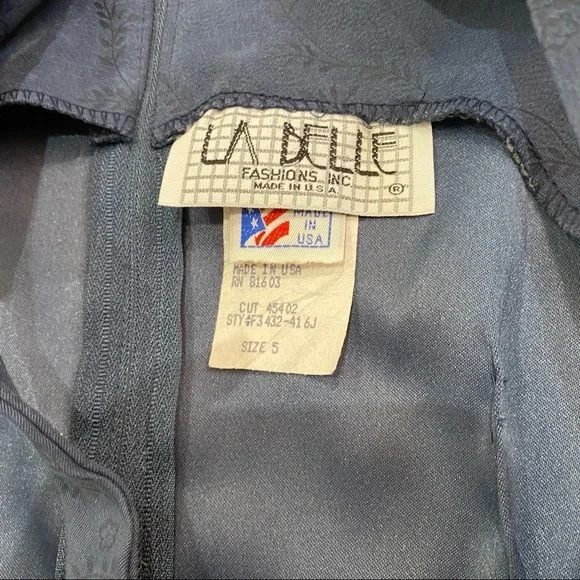 LA BELLE
FASHIONS, INC.
MADE IN U.S.A.
®
MADE
IN
USA
MADE IN USA
RN 81603
CUT 45402
STY#F3432-416J
SIZE 5